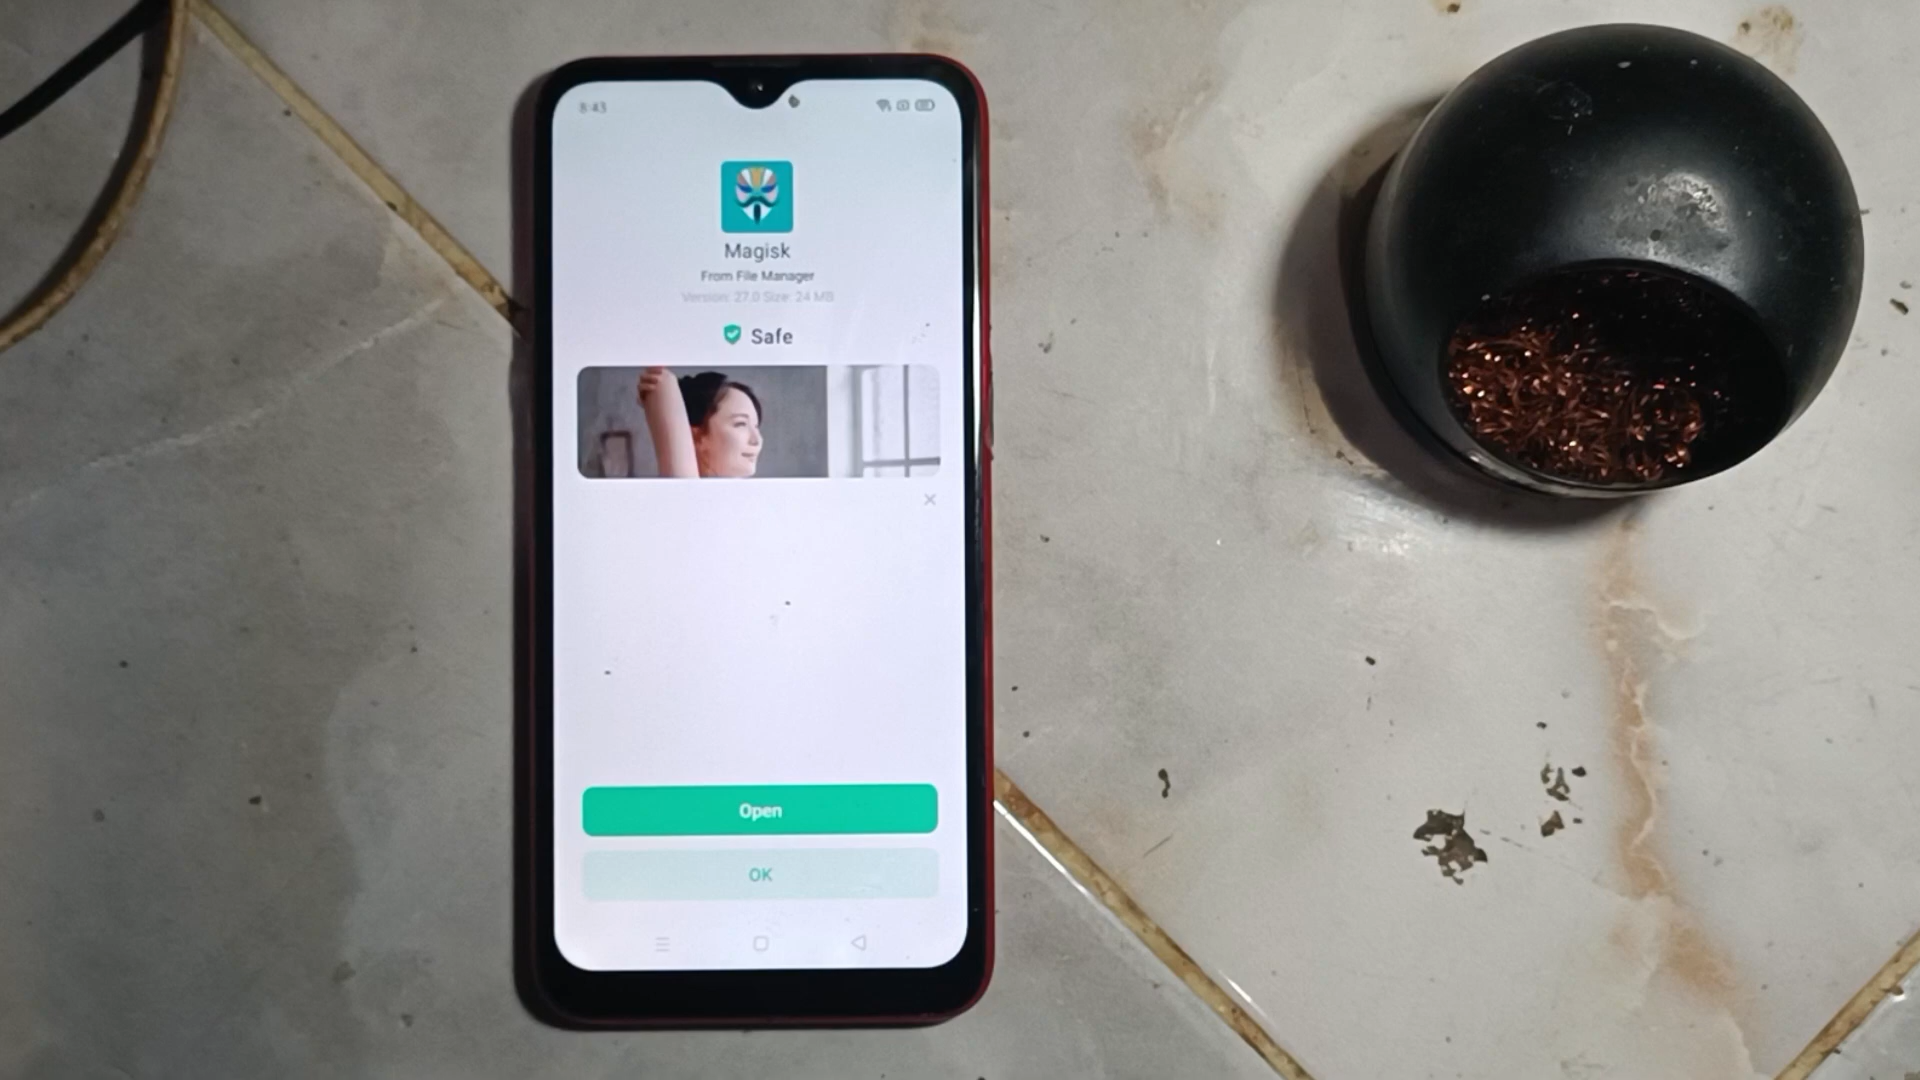 8:43
Magisk
From File Manager
Version: 27.0 Size: 24 MB
Safe
Open
OK